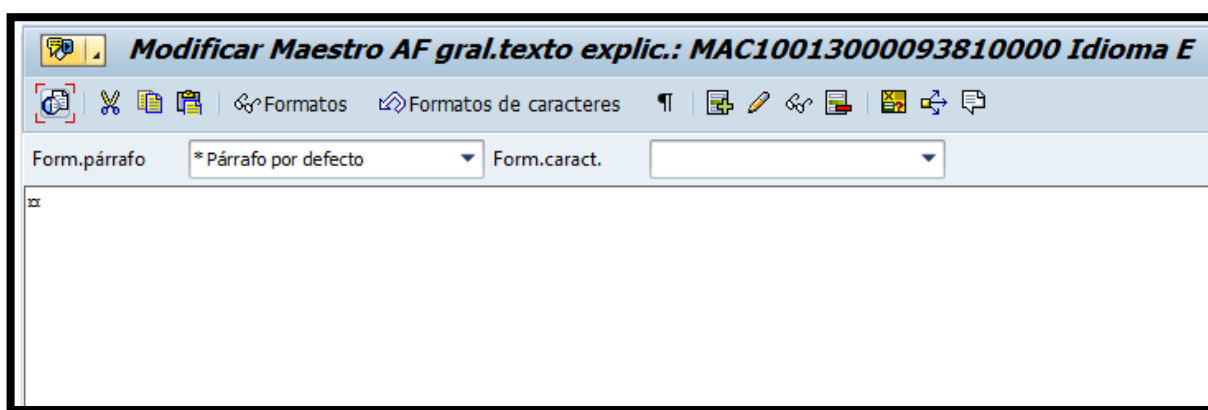 Modificar Maestro AF gral.texto explic.: MAC10013000093810000 Idioma E
Formatos Formatos de caracteres ¶
Form.párrafo * Párrafo por defecto Form.caract.
¤